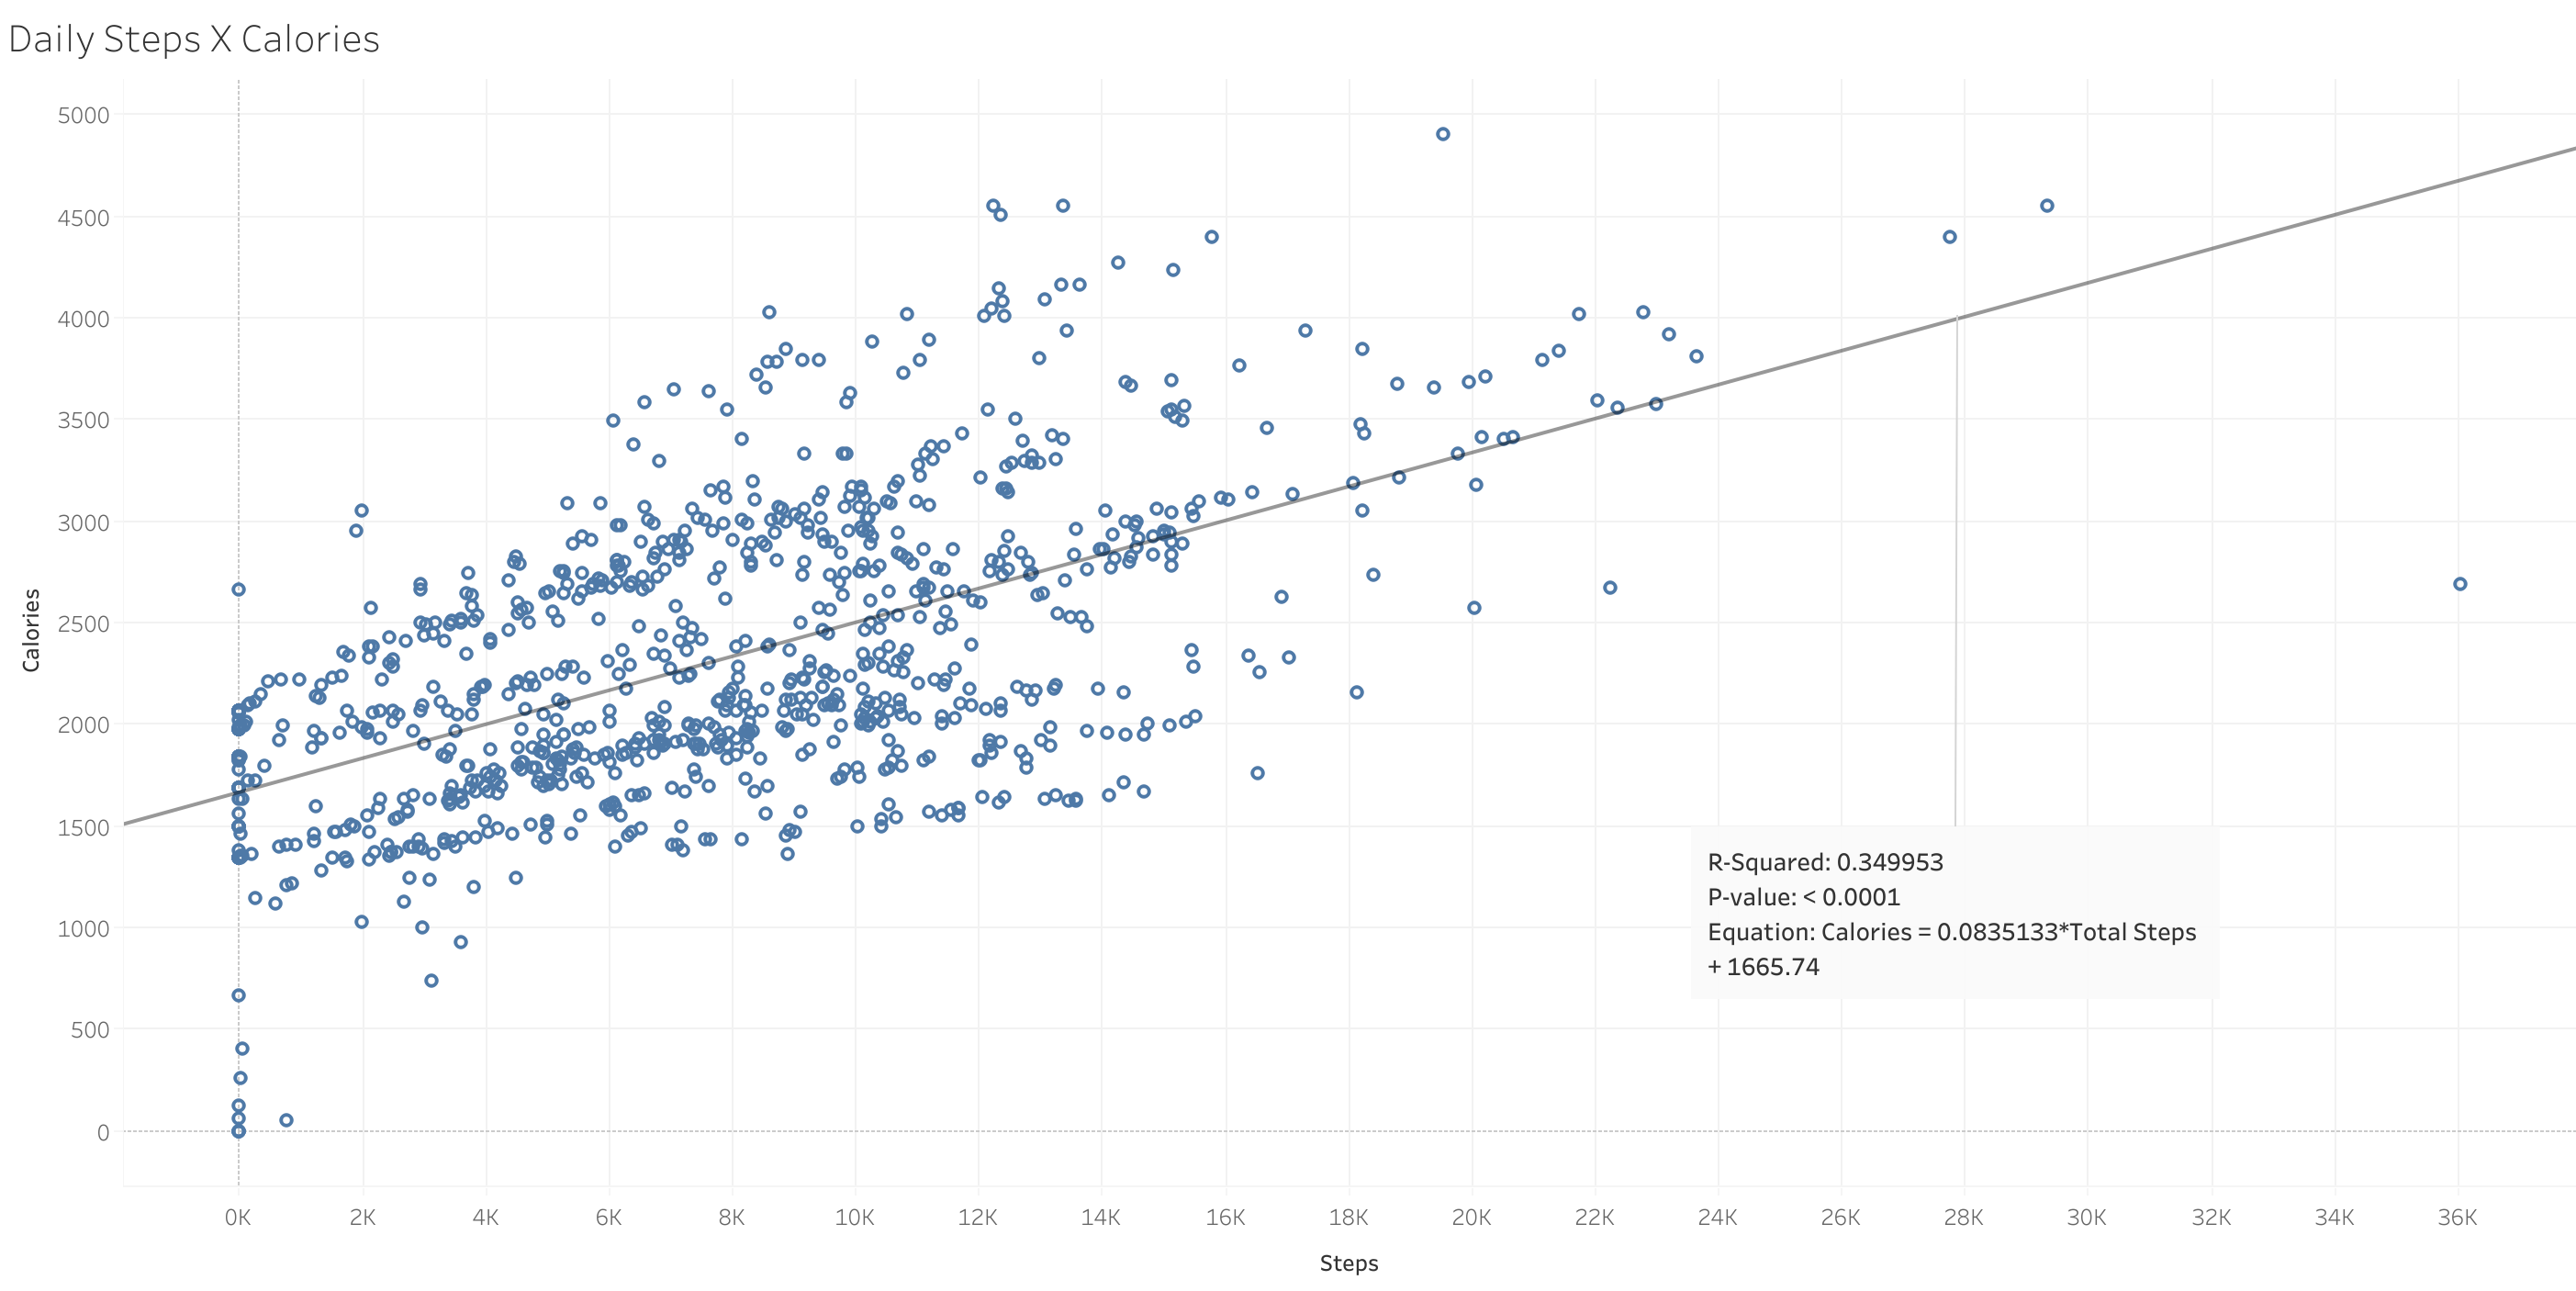 Daily Steps X Calories
5000
4500
4000
3500
3000
2500
2000
1500
1000
500
0
Calories
R-Squared: 0.349953
P-value: < 0.0001
Equation: Calories = 0.0835133*Total Steps
+ 1665.74
0K 2K 4K 6K 8K 10K 12K 14K 16K 18K 20K 22K 24K 26K 28K 30K 32K 34K 36K
Steps